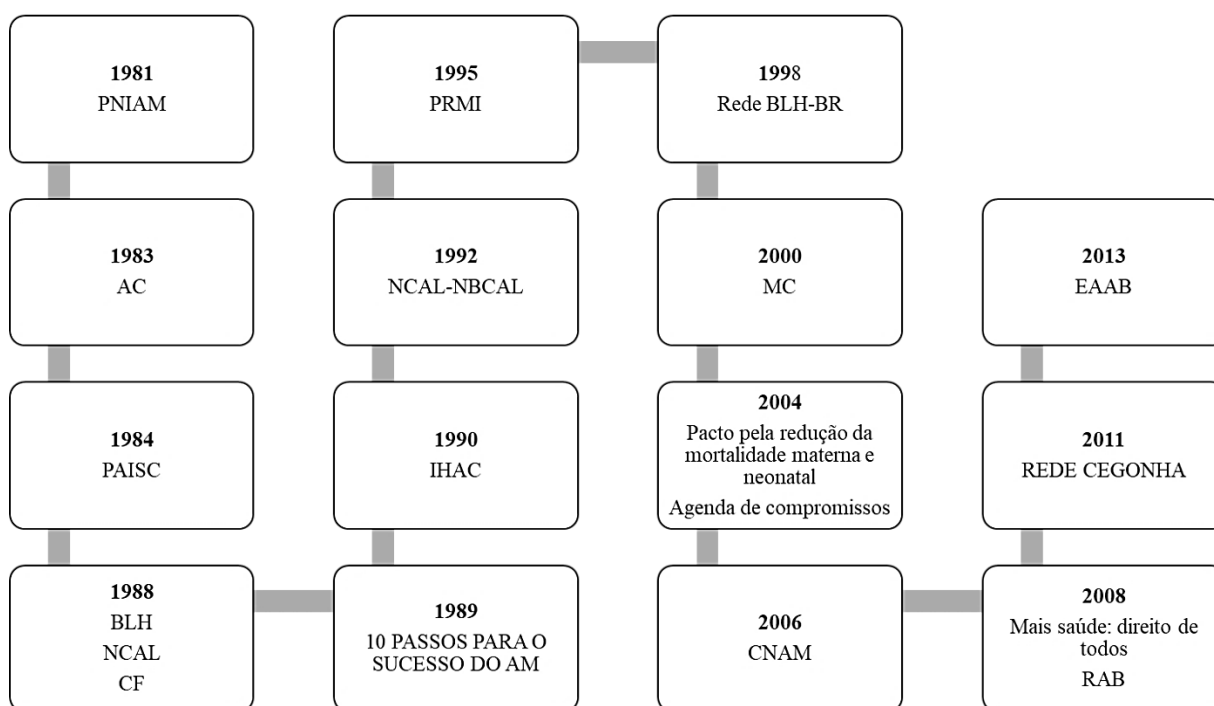 1981
PNIAM
1983
AC
1984
PAISC
1988
BLH
NCAL
CF
1989
10 PASSOS PARA O
SUCESSO DO AM
1990
IHAC
1992
NCAL-NBCAL
1995
PRMI
1998
Rede BLH-BR
2000
MC
2004
Pacto pela redução da
mortalidade materna e
neonatal
Agenda de compromissos
2006
CNAM
2008
Mais saúde: direito de
todos
RAB
2011
REDE CEGONHA
2013
EAAB